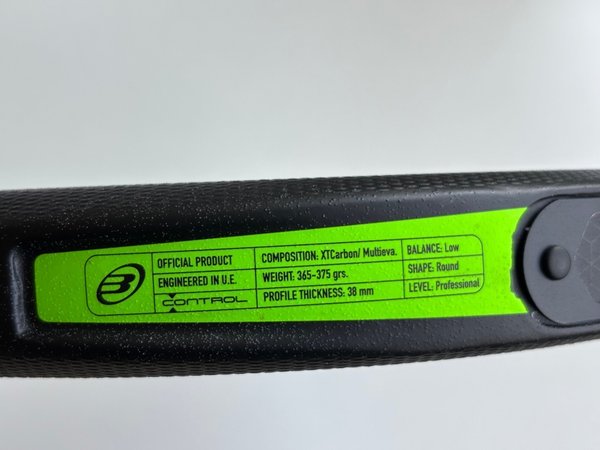 OFFICIAL PRODUCT
ENGINEERED IN U.E.
CONTROL
COMPOSITION: XTCarbon/ Multieva.
WEIGHT: 365-375 grs.
PROFILE THICKNESS: 38 mm
BALANCE: Low
SHAPE: Round
LEVEL: Professional